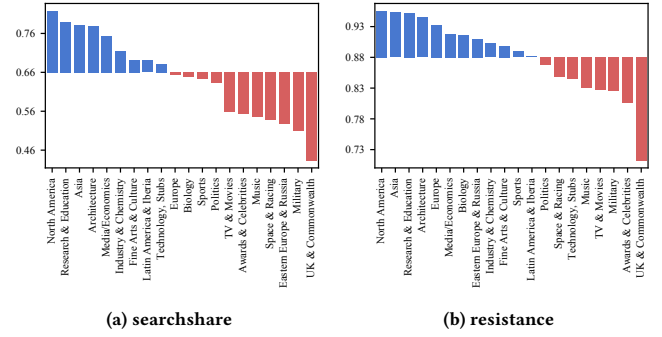 0.76
0.66
0.56
0.46
North America
Research & Education
Asia
Architecture
Media/Economics
Industry & Chemistry
Fine Arts & Culture
Latin America & Iberia
Technology, Stubs
Europe
Biology
Sports
Politics
TV & Movies
Awards & Celebrities
Music
Space & Racing
Eastern Europe & Russia
Military
UK & Commonwealth
(a) searchshare
0.93
0.88
0.83
0.78
0.73
North America
Asia
Research & Education
Architecture
Europe
Media/Economics
Biology
Eastern Europe & Russia
Industry & Chemistry
Fine Arts & Culture
Sports
Latin America & Iberia
Politics
Space & Racing
Technology, Stubs
Music
TV & Movies
Military
Awards & Celebrities
UK & Commonwealth
(b) resistance